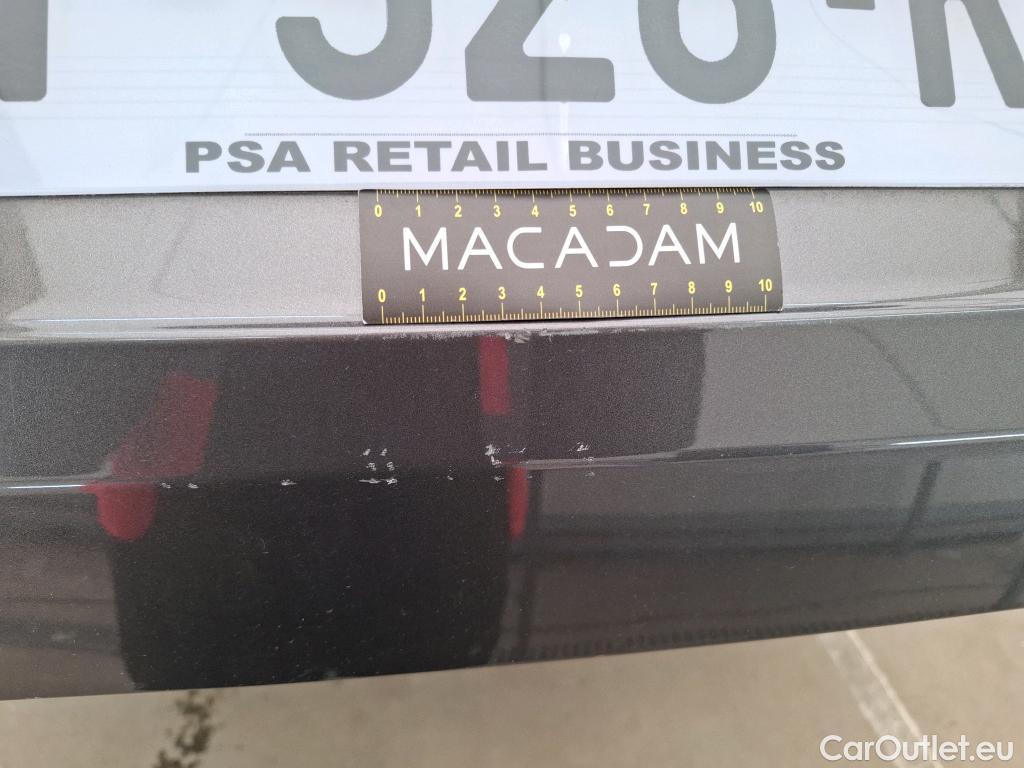 328-
PSA RETAIL BUSINESS
0 1 2 3 4 5 6 7 8 9 10
MACADAM
0 1 2 3 4 5 6 7 8 9 10
CarOutlet.eu